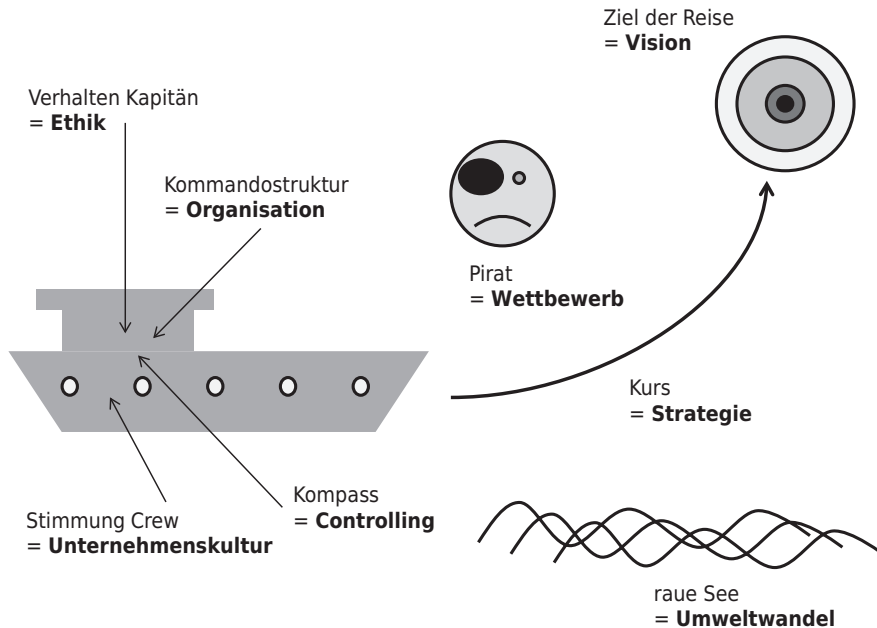 Ziel der Reise
= Vision
Verhalten Kapitän
= Ethik
Kommandostruktur
= Organisation
Pirat
= Wettbewerb
Kurs
= Strategie
Kompass
= Controlling
Stimmung Crew
= Unternehmenskultur
raue See
= Umweltwandel